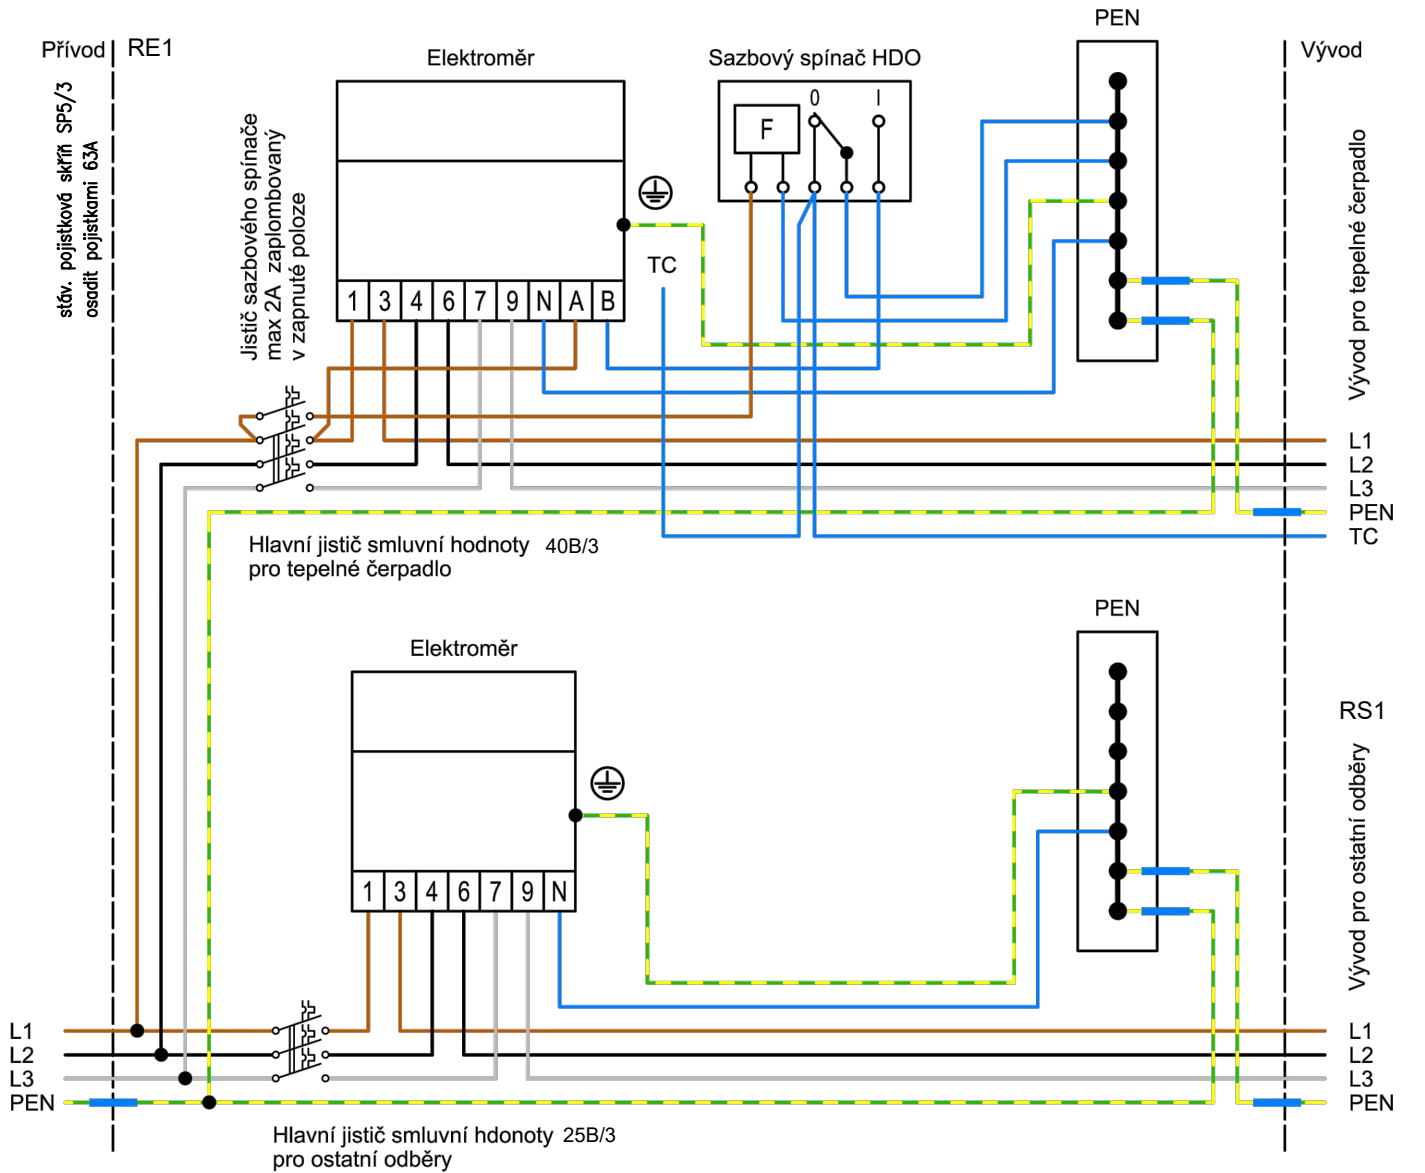 Přívod
RE1
stáv. pojistková skříň SP5/3
osadit pojistkami 63A
Jistič sazbového spínače
max 2A zaplombovaný
v zapnuté poloze
Elektroměr
1 3 4 6 7 9 N A B
TC
Sazbový spínač HDO
F
0 I
PEN
Vývod
Vývod pro tepelné čerpadlo
L1
L2
L3
PEN
TC
Hlavní jistič smluvní hodnoty 40B/3
pro tepelné čerpadlo
Elektroměr
1 3 4 6 7 9 N
PEN
RS1
Vývod pro ostatní odběry
L1
L2
L3
PEN
L1
L2
L3
PEN
Hlavní jistič smluvní hdonoty 25B/3
pro ostatní odběry